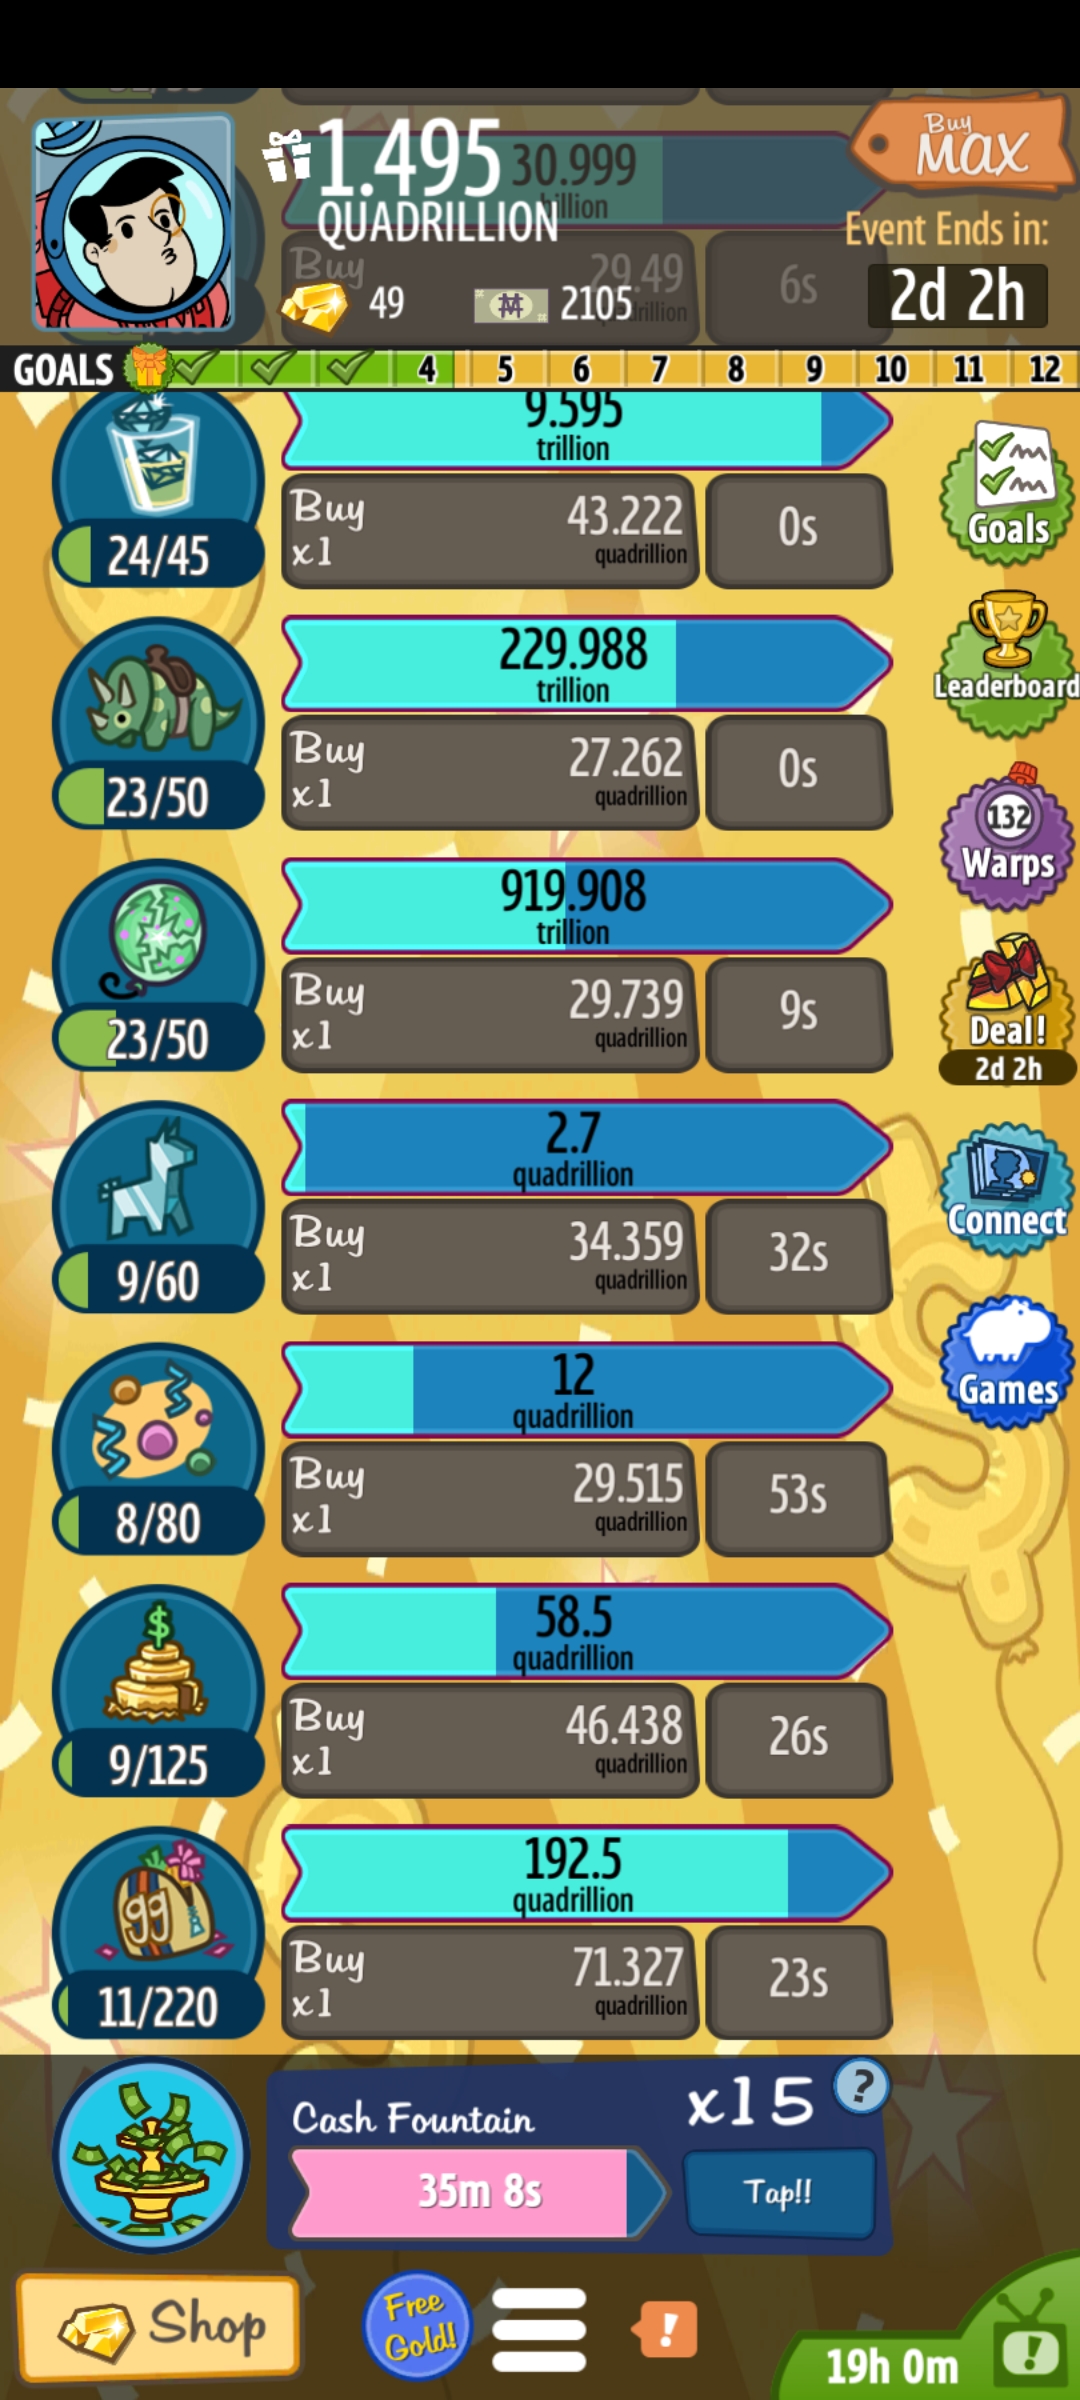 1.495
30.999
QUADRILLION
Buy
MAX
Event Ends in:
2d 2h
Buy
29.49
6s
49
2105
GOALS 4 5 6 7 8 9 10 11 12
9.595
trillion
24/45
Buy
x1
43.222
quadrillion
0s
Goals
229.988
trillion
23/50
Buy
x1
27.262
quadrillion
0s
Leaderboard
919.908
trillion
23/50
Buy
x1
29.739
quadrillion
9s
132
Warps
Deal!
2d 2h
2.7
quadrillion
9/60
Buy
x1
34.359
quadrillion
32s
Connect
12
quadrillion
8/80
Buy
x1
29.515
quadrillion
53s
Games
$
58.5
quadrillion
9/125
Buy
x1
46.438
quadrillion
26s
gg
192.5
quadrillion
11/220
Buy
x1
71.327
quadrillion
23s
Cash Fountain
x15
?
35m 8s
Tap!!
Shop
Free
Gold!
!
19h 0m
!